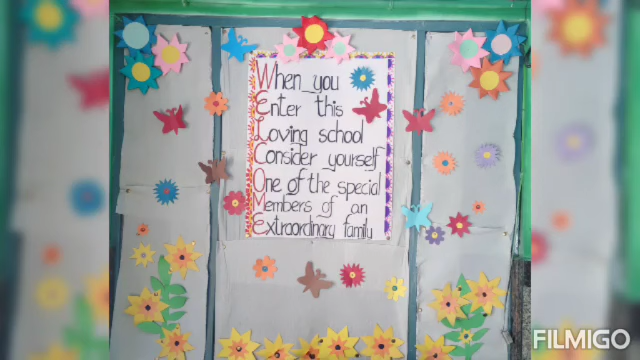 When you
Enter this
Loving school
Consider yourself
One of the special
Members of an
Extraordinary family
FILMIGO